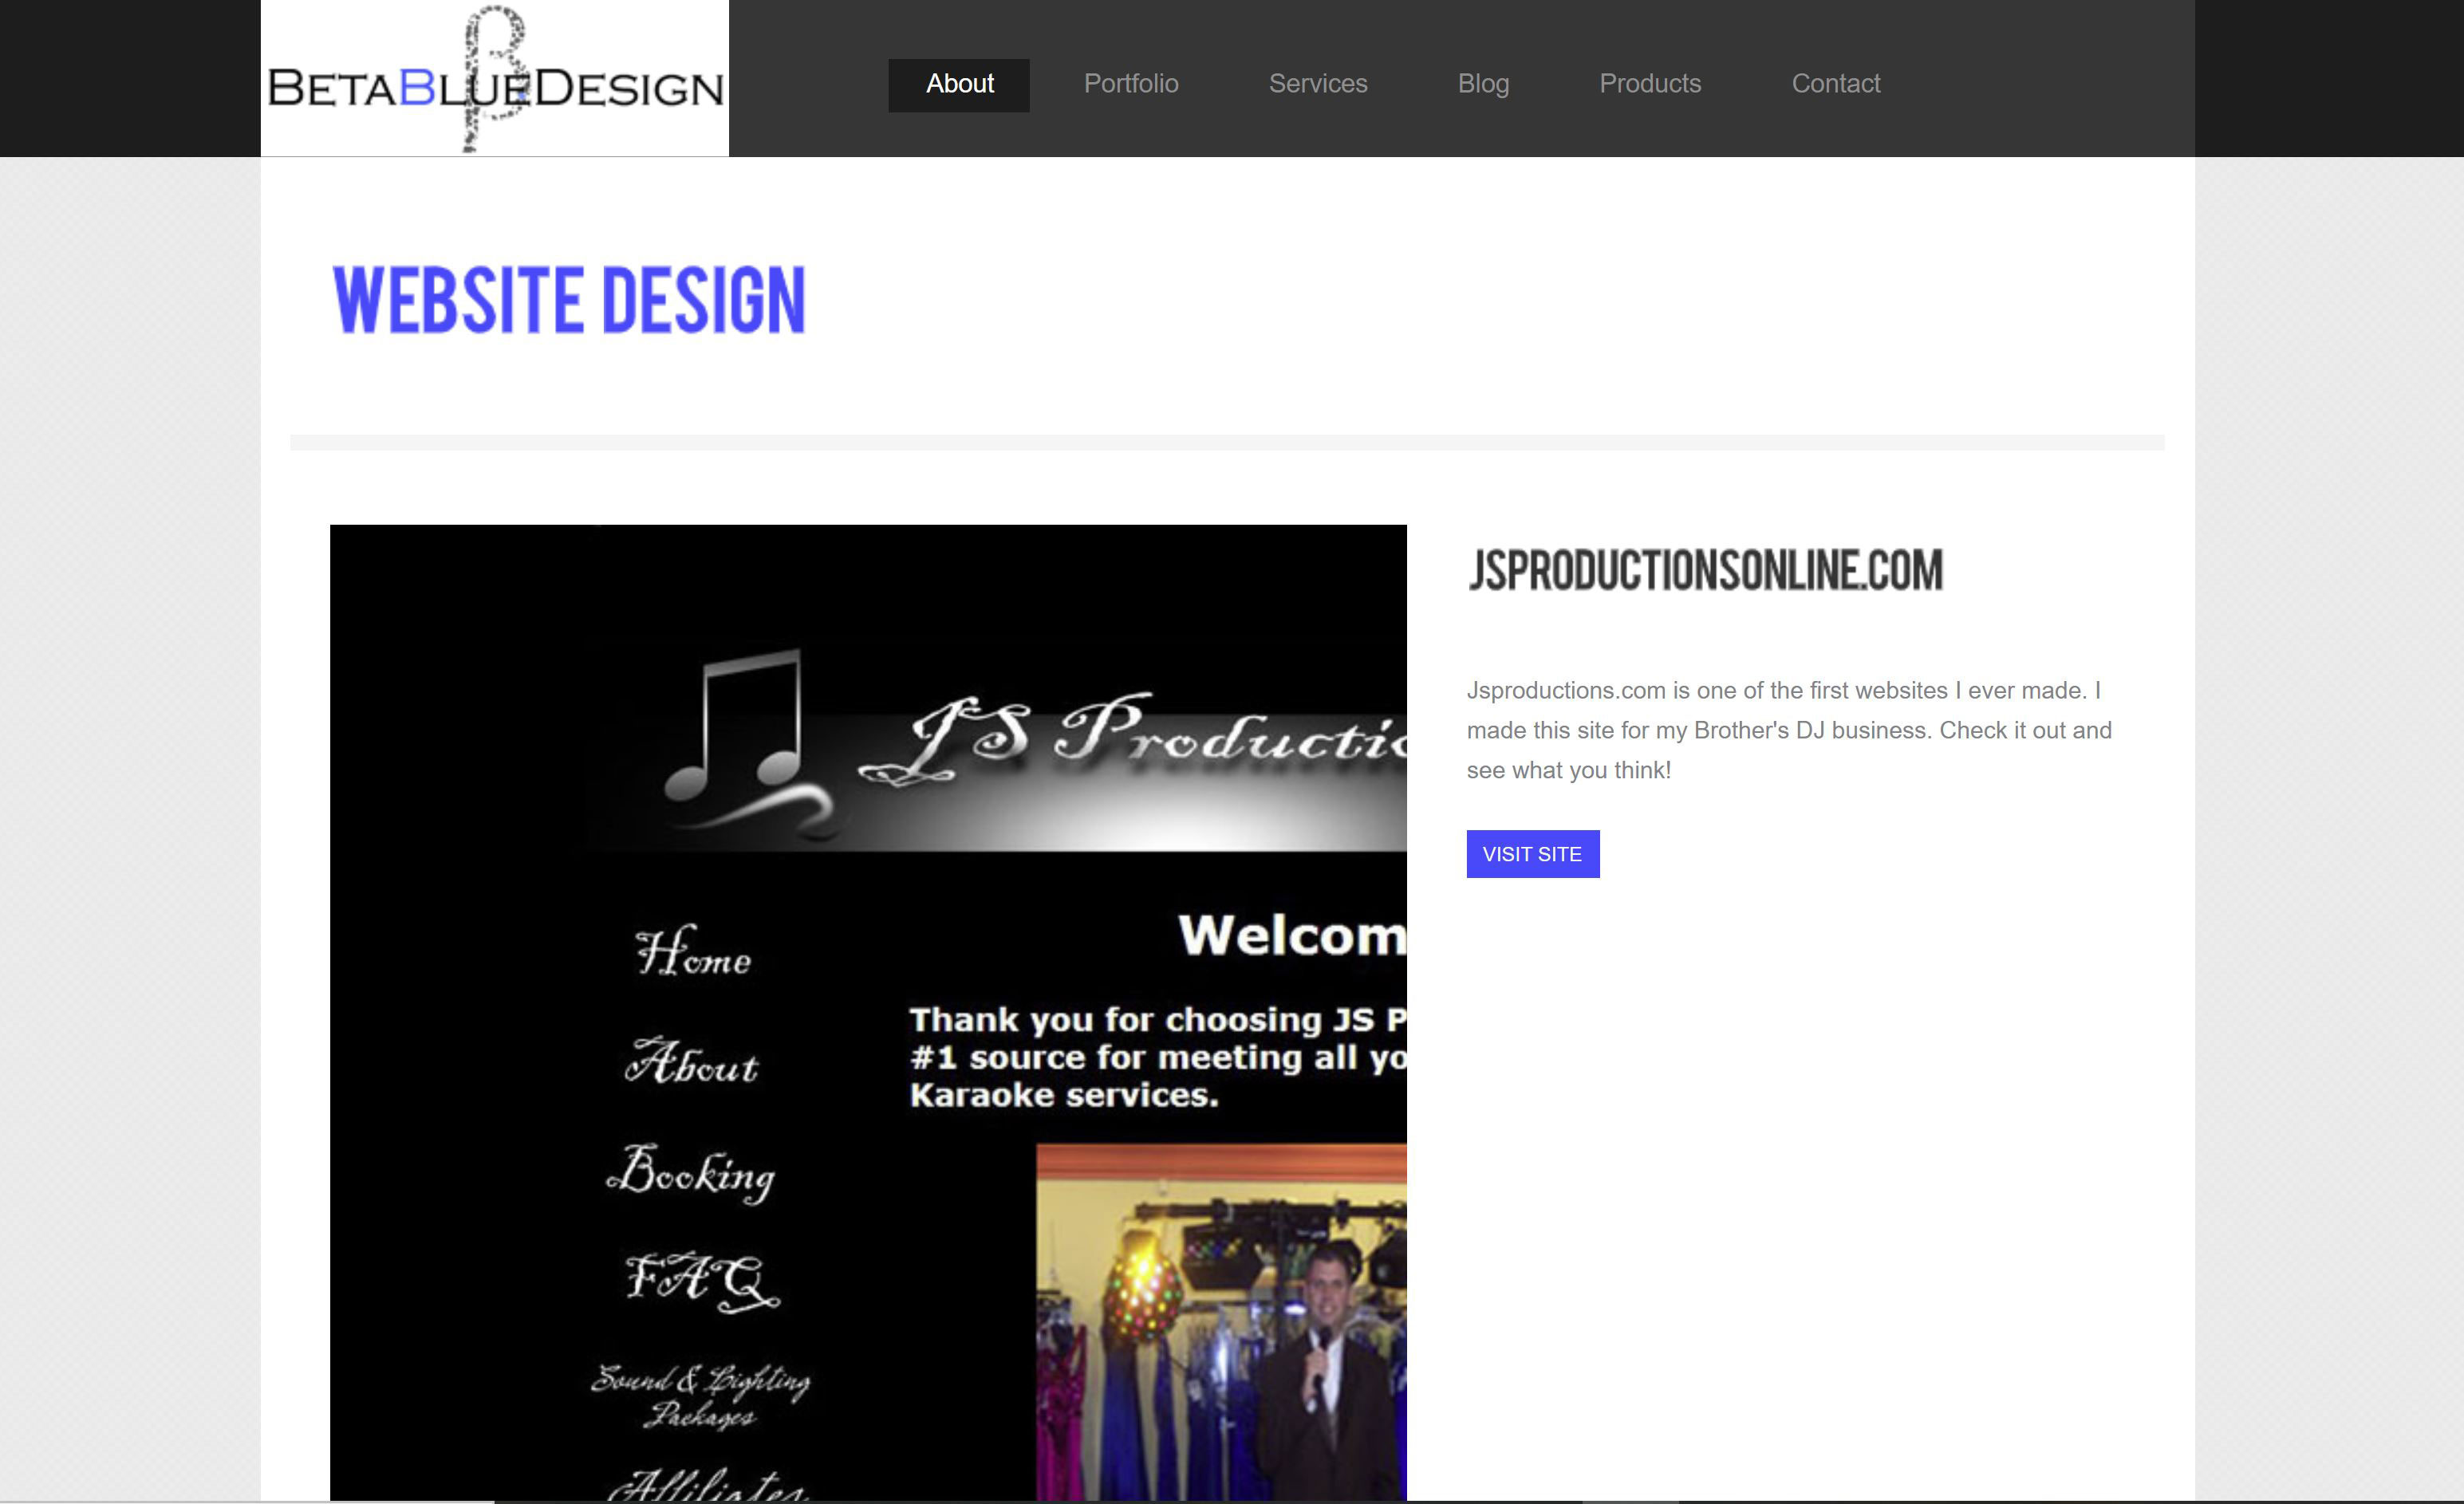 BETABLUEDESIGN
About Portfolio Services Blog Products Contact
WEBSITE DESIGN
JSPRODUCTIONSONLINE.COM
Jsproductions.com is one of the first websites I ever made. I
made this site for my Brother's DJ business. Check it out and
see what you think!
VISIT SITE
JS Productio
Home
About
Booking
FAQ
Sound & Lighting
Packages
Affiliates
Welcom
Thank you for choosing JS P
#1 source for meeting all yo
Karaoke services.